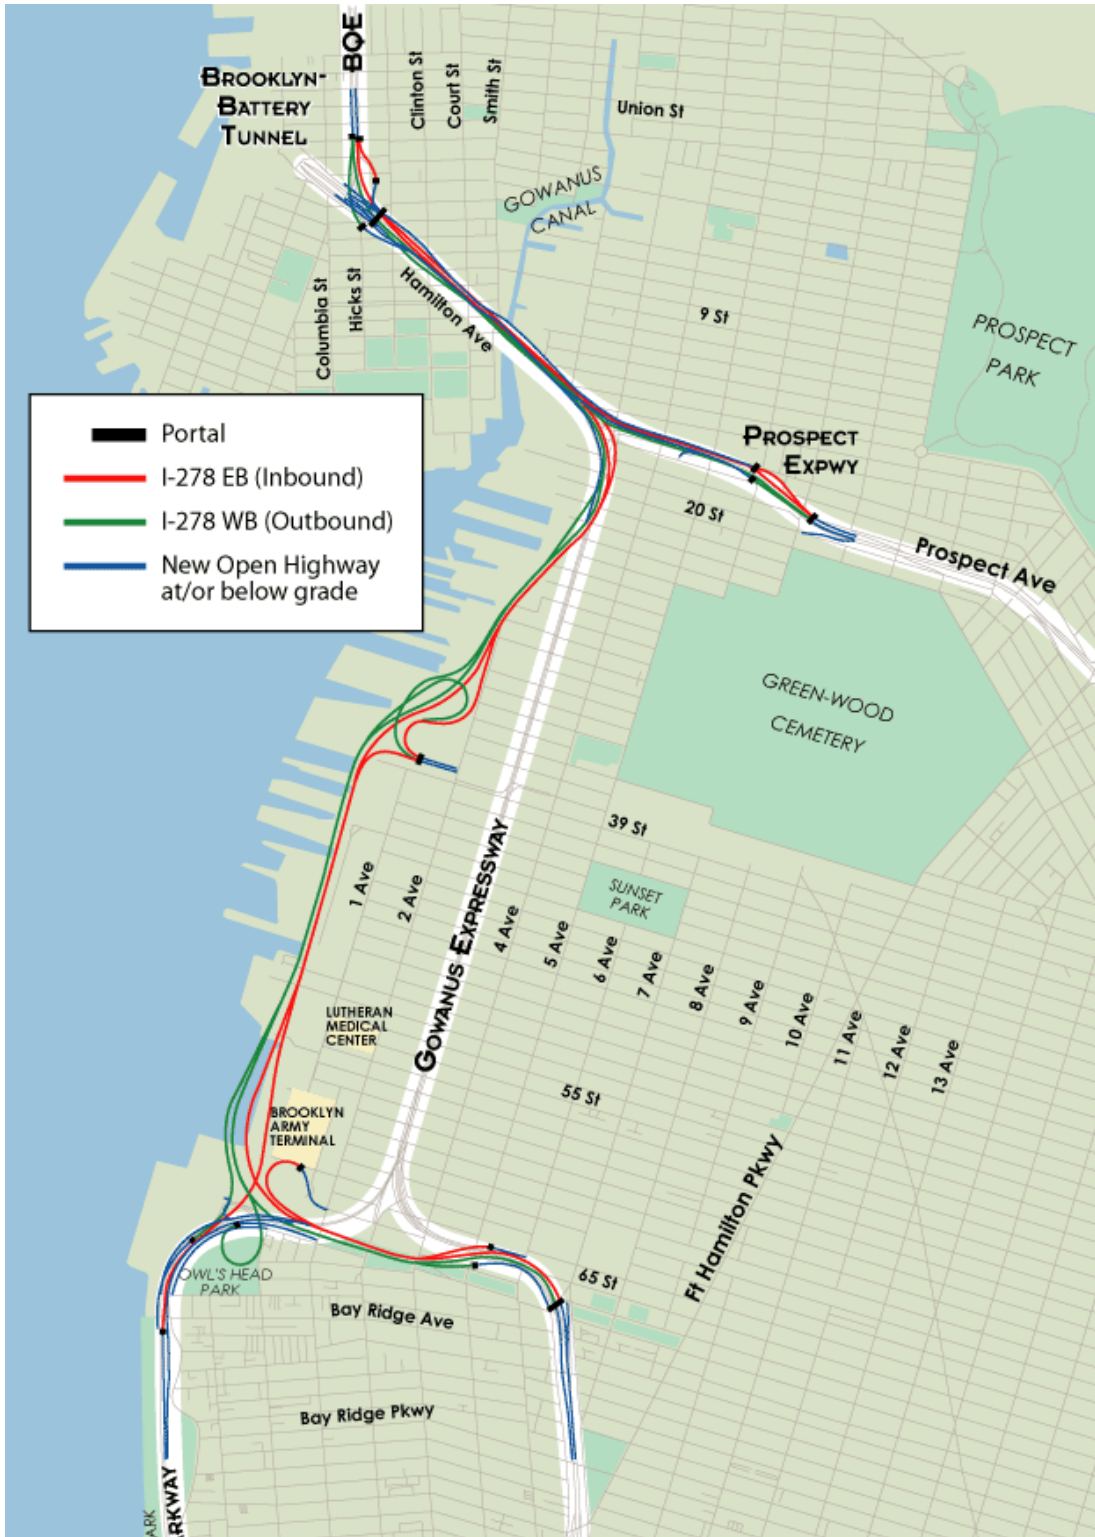 BQE
BROOKLYN-
BATTERY
TUNNEL
Clinton St
Court St
Smith St
Union St
GOWANUS
CANAL
Columbia St
Hicks St
Hamilton Ave
9 St
PROSPECT
PARK
Portal
I-278 EB (Inbound)
I-278 WB (Outbound)
New Open Highway
at/or below grade
PROSPECT
EXPWY
20 St
Prospect Ave
GREEN-WOOD
CEMETERY
39 St
SUNSET
PARK
1 Ave
2 Ave
GOWANUS EXPRESSWAY
4 Ave
5 Ave
6 Ave
7 Ave
8 Ave
9 Ave
10 Ave
11 Ave
12 Ave
13 Ave
LUTHERAN
MEDICAL
CENTER
55 St
BROOKLYN
ARMY
TERMINAL
Ft Hamilton Pkwy
OWL'S HEAD
PARK
65 St
Bay Ridge Ave
Bay Ridge Pkwy
ARK
RKWAY